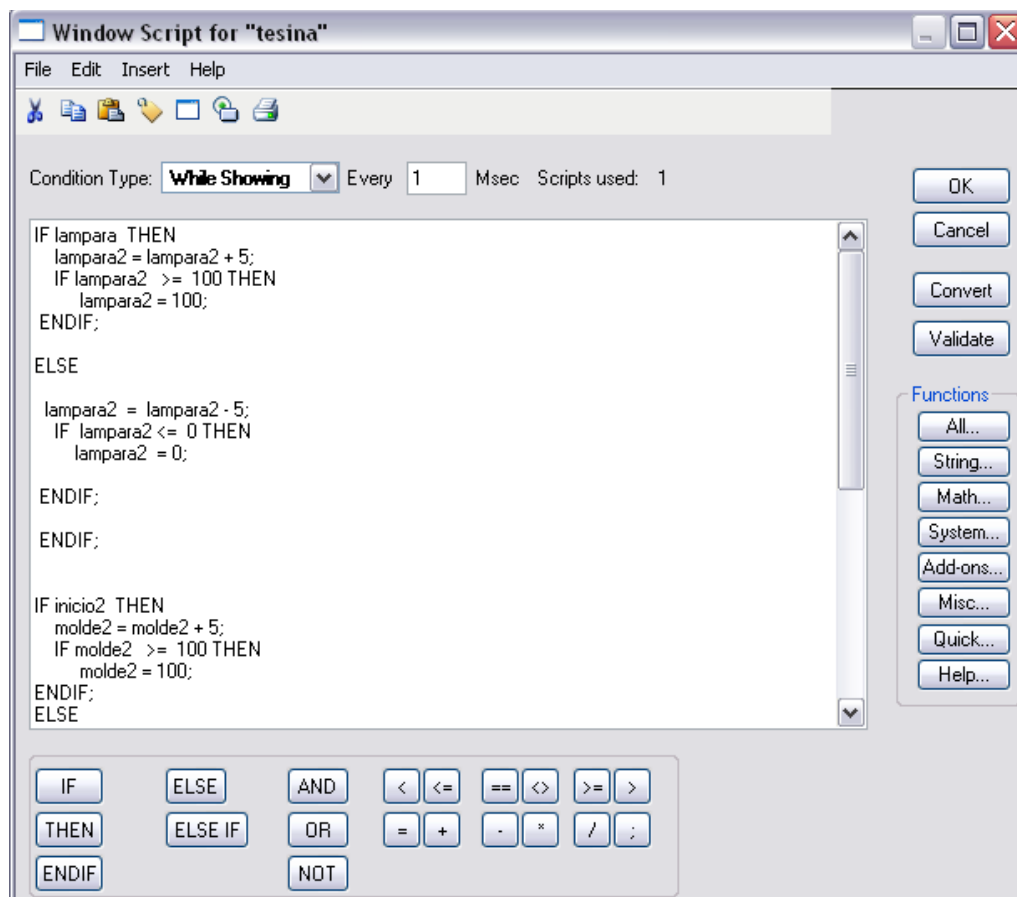 Window Script for "tesina"
File Edit Insert Help
Condition Type: While Showing Every 1 Msec Scripts used: 1
IF lampara THEN
lampara2 = lampara2 + 5;
IF lampara2 >= 100 THEN
lampara2 = 100;
ENDIF;
ELSE
lampara2 = lampara2 - 5;
IF lampara2 <= 0 THEN
lampara2 = 0;
ENDIF;
ENDIF;
IF inicio2 THEN
molde2 = molde2 + 5;
IF molde2 >= 100 THEN
molde2 = 100;
ENDIF;
ELSE
OK
Cancel
Convert
Validate
Functions
All...
String...
Math...
System...
Add-ons...
Misc...
Quick...
Help...
IF ELSE AND < <= == <> >= >
THEN ELSE IF OR = + - * / ;
ENDIF NOT